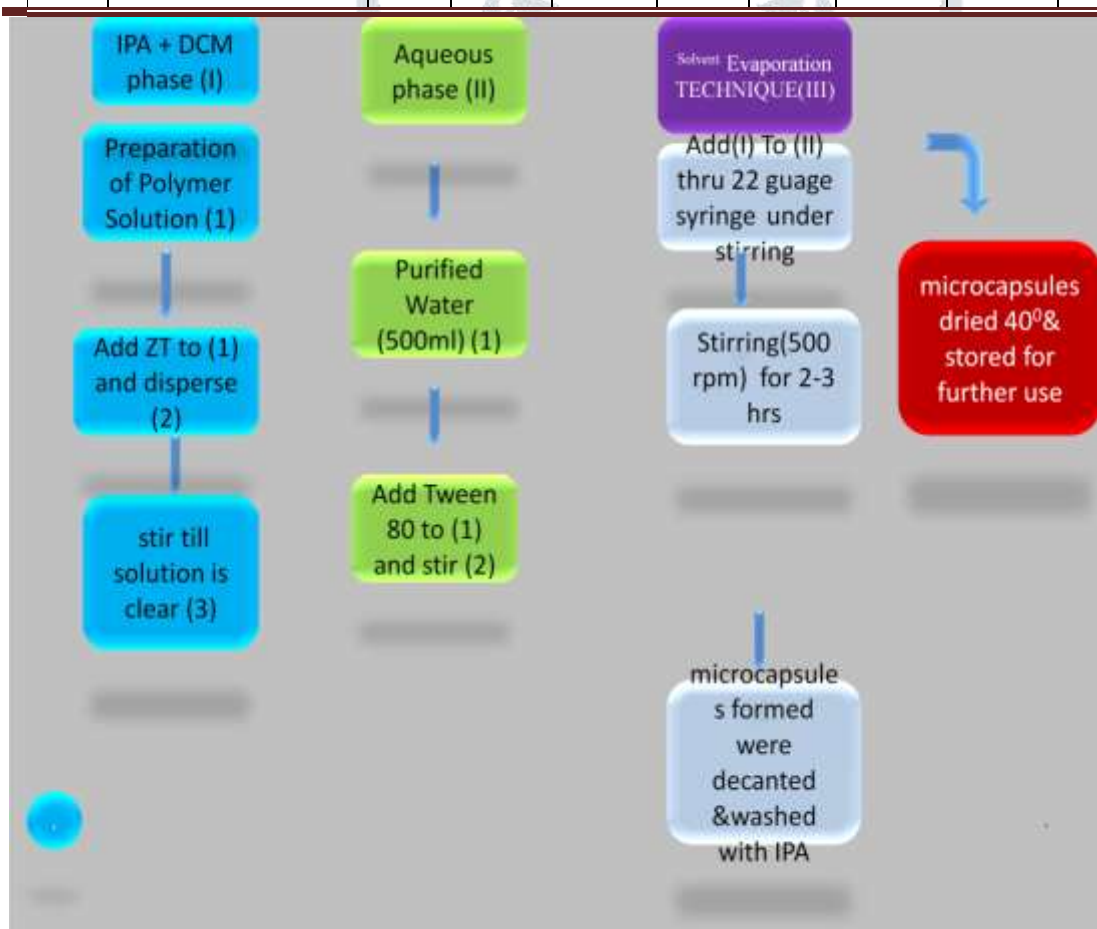 IPA + DCM
phase (I)
Preparation
of Polymer
Solution (1)
Add ZT to (1)
and disperse
(2)
stir till
solution is
clear (3)
Aqueous
phase (II)
Purified
Water
(500ml) (1)
Add Tween
80 to (1)
and stir (2)
Solvent Evaporation
TECHNIQUE(III)
Add(I) To (II)
thru 22 guage
syringe under
stirring
Stirring(500
rpm) for 2-3
hrs
microcapsule
s formed
were
decanted
&washed
with IPA
microcapsules
dried 40⁰&
stored for
further use